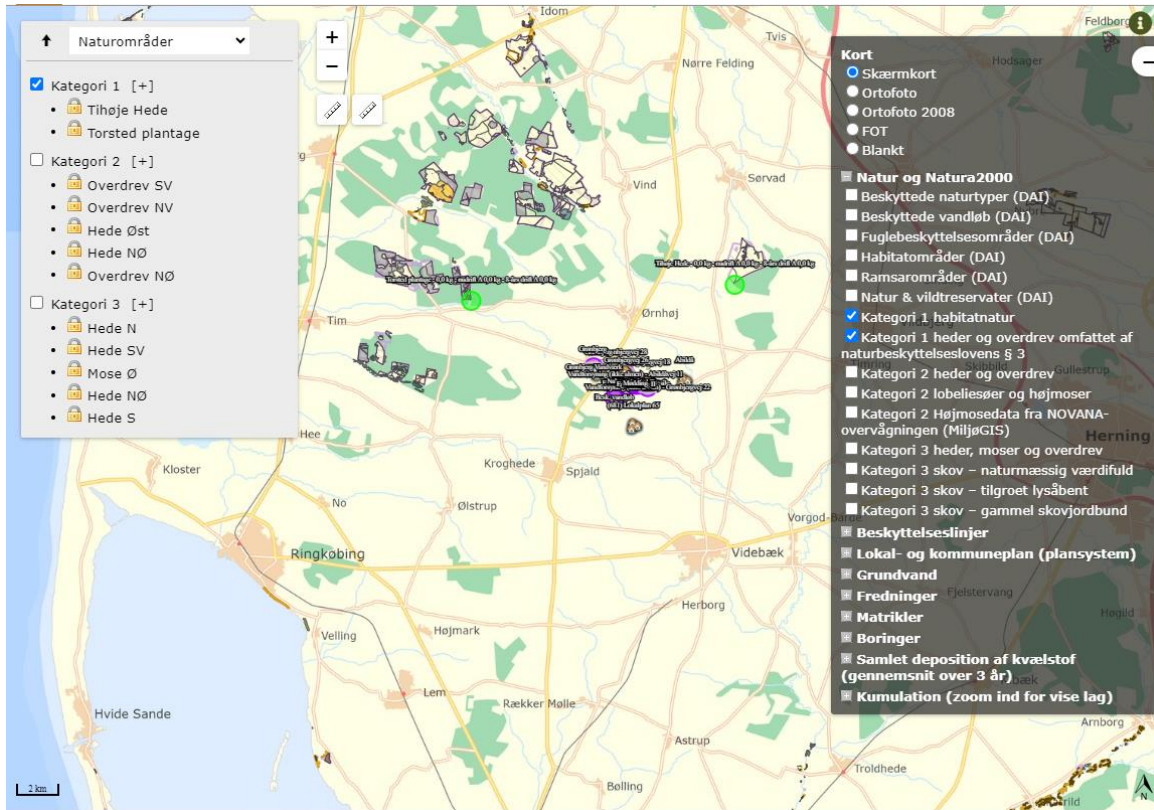 Naturområder
Kategori 1 [+]
Tihøje Hede
Torsted plantage
Kategori 2 [+]
Overdrev SV
Overdrev NV
Hede Øst
Hede NØ
Overdrev NØ
Kategori 3 [+]
Hede N
Hede SV
Mose Ø
Hede NØ
Hede S
+
−
Idom
Tvis
Nørre Felding
Feldborg
Hodsager
Vind
Sørvad
Tim
Ørnhøj
Hee
Kloster
No
Kroghede
Spjald
Ølstrup
Ringkøbing
Vorgod-Barde
Videbæk
Herborg
Velling
Højmark
Lem
Rækker Mølle
Hvide Sande
Astrup
Bølling
Troldhede
Arnborg
Herning
Gullestrup
Skibbild
Timring
Vildbjerg
Fjelstervang
Høgild
2 km
N
Kort
Skærmkort
Ortofoto
Ortofoto 2008
FOT
Blankt
Natur og Natura2000
Beskyttede naturtyper (DAI)
Beskyttede vandløb (DAI)
Fuglebeskyttelsesområder (DAI)
Habitatområder (DAI)
Ramsarområder (DAI)
Natur & vildtreservater (DAI)
Kategori 1 habitatnatur
Kategori 1 heder og overdrev omfattet af
naturbeskyttelseslovens § 3
Kategori 2 heder og overdrev
Kategori 2 lobeliesøer og højmoser
Kategori 2 Højmosedata fra NOVANA-
overvågningen (MiljøGIS)
Kategori 3 heder, moser og overdrev
Kategori 3 skov – naturmæssig værdifuld
Kategori 3 skov – tilgroet lysåbent
Kategori 3 skov – gammel skovjordbund
Beskyttelseslinjer
Lokal- og kommuneplan (plansystem)
Grundvand
Fredninger
Matrikler
Boringer
Samlet deposition af kvælstof
(gennemsnit over 3 år)
Kumulation (zoom ind for vise lag)